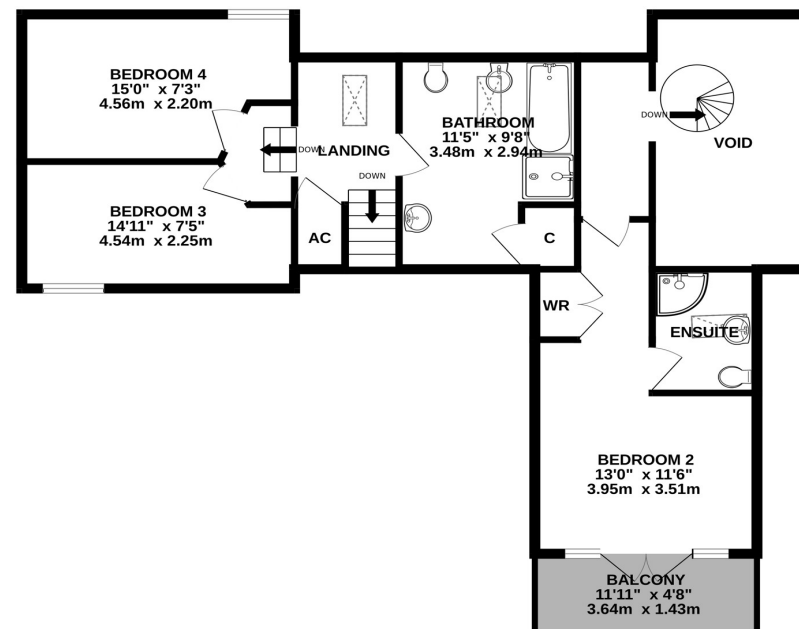 BEDROOM 4
15'0" x 7'3"
4.56m x 2.20m
DOWN
LANDING
DOWN
BATHROOM
11'5" x 9'8"
3.48m x 2.94m
DOWN
VOID
BEDROOM 3
14'11" x 7'5"
4.54m x 2.25m
AC
C
WR
ENSUITE
BEDROOM 2
13'0" x 11'6"
3.95m x 3.51m
BALCONY
11'11" x 4'8"
3.64m x 1.43m